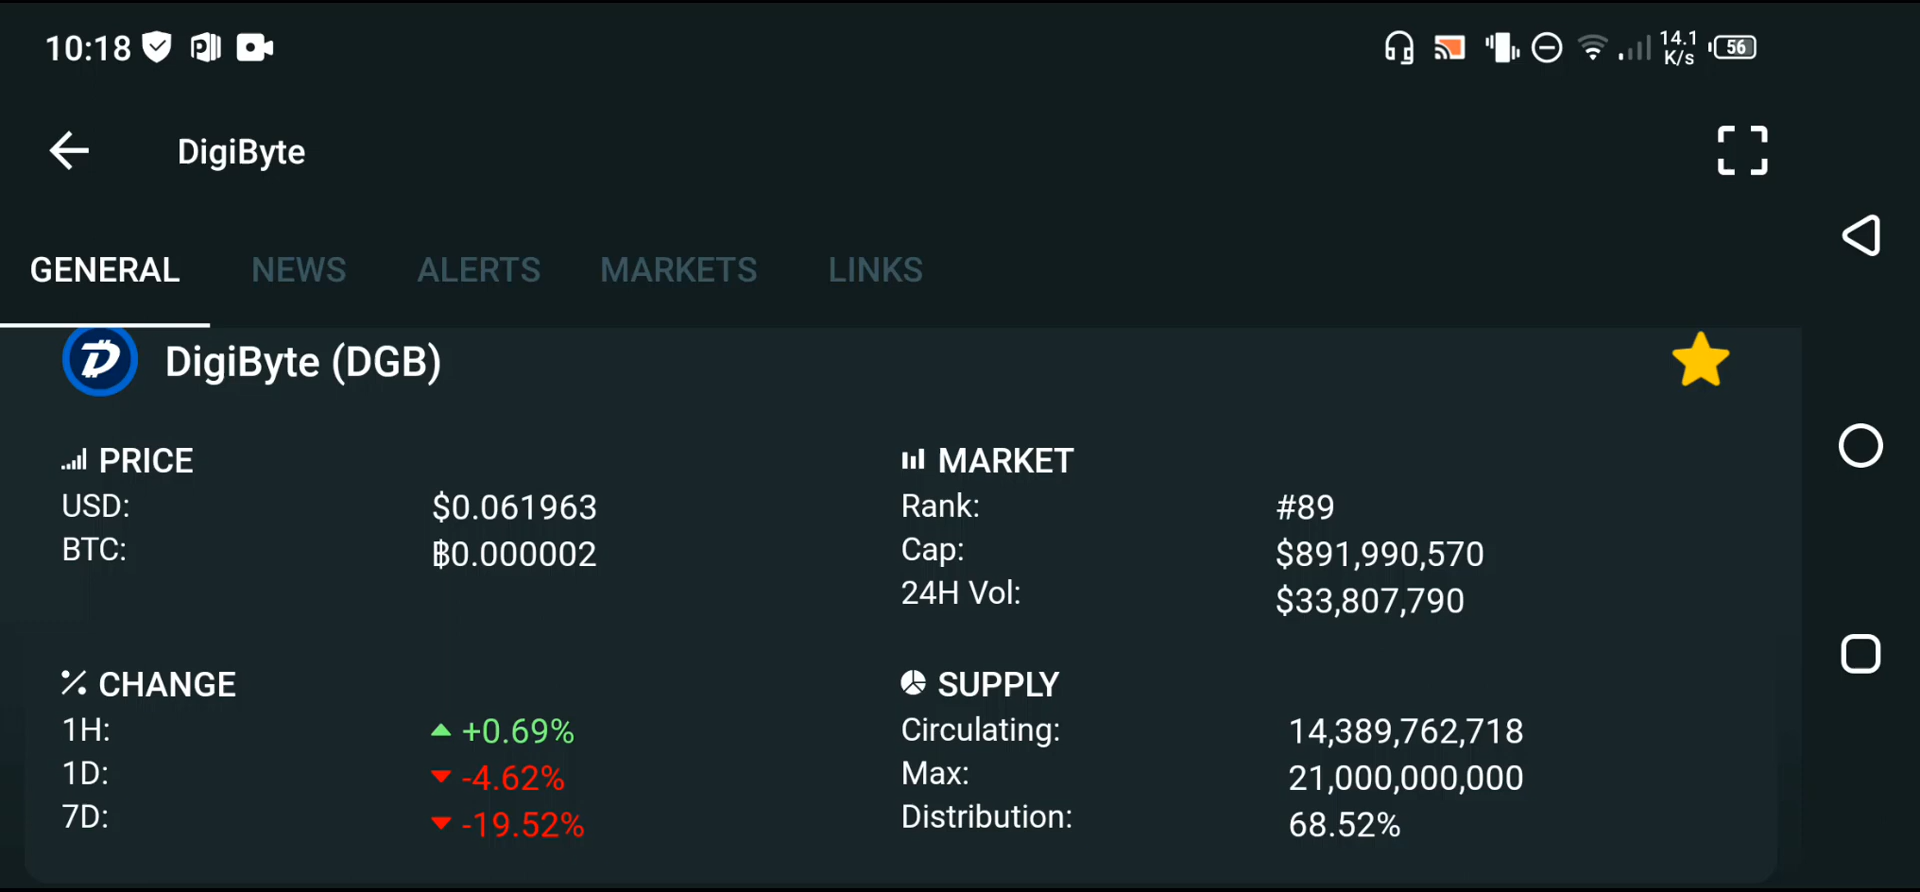 10:18
14.1
K/s
56
DigiByte
GENERAL NEWS ALERTS MARKETS LINKS
DigiByte (DGB)
PRICE
USD: $0.061963
BTC: ฿0.000002
MARKET
Rank: #89
Cap: $891,990,570
24H Vol: $33,807,790
CHANGE
1H: +0.69%
1D: -4.62%
7D: -19.52%
SUPPLY
Circulating: 14,389,762,718
Max: 21,000,000,000
Distribution: 68.52%